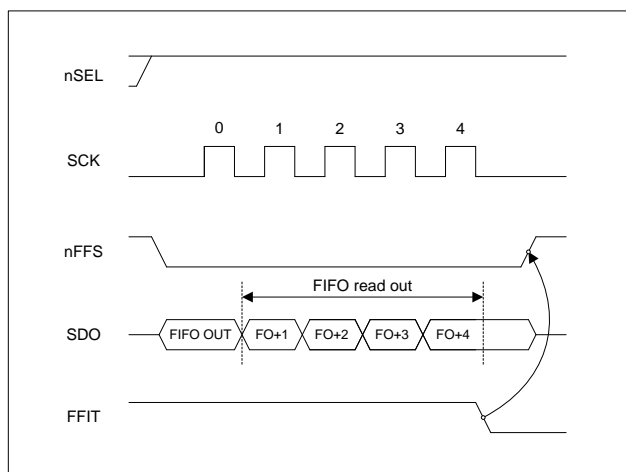 nSEL
0 1 2 3 4
SCK
nFFS
FIFO read out
SDO FIFO OUT FO+1 FO+2 FO+3 FO+4
FFIT